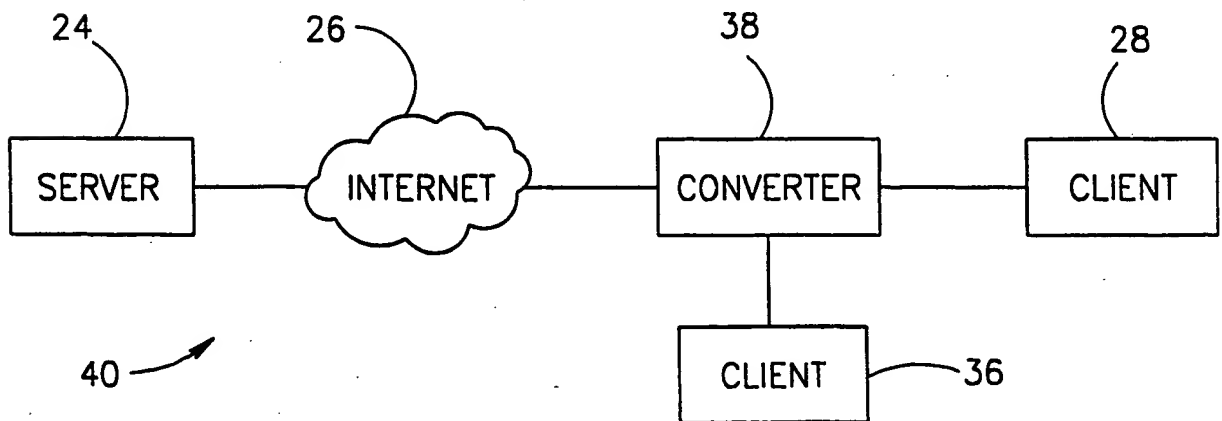 24
26
38
28
SERVER
INTERNET
CONVERTER
CLIENT
40
CLIENT
36